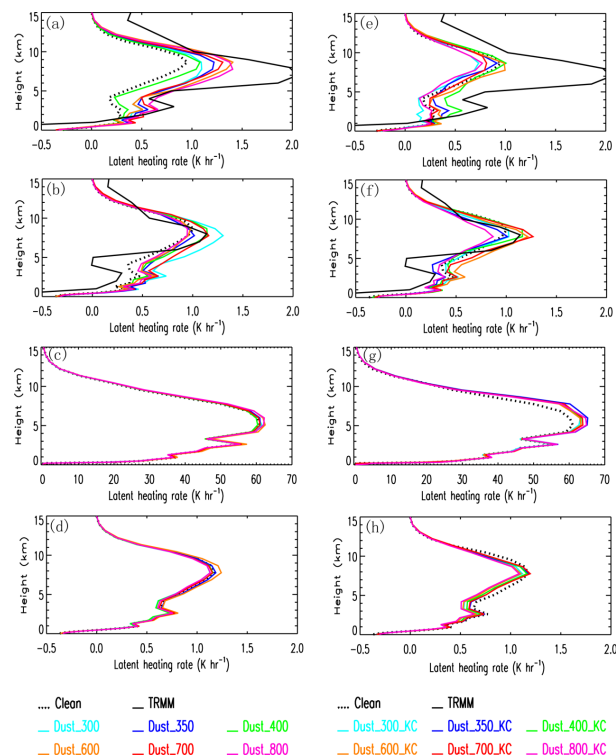 (a) (e)
Height (km) Height (km)
15 15
10 10
5 5
0 0
-0.5 0.0 0.5 1.0 1.5 2.0 -0.5 0.0 0.5 1.0 1.5 2.0
Latent heating rate (K hr⁻¹) Latent heating rate (K hr⁻¹)
(b) (f)
Height (km) Height (km)
15 15
10 10
5 5
0 0
-0.5 0.0 0.5 1.0 1.5 2.0 -0.5 0.0 0.5 1.0 1.5 2.0
Latent heating rate (K hr⁻¹) Latent heating rate (K hr⁻¹)
(c) (g)
Height (km) Height (km)
15 15
10 10
5 5
0 0
0 10 20 30 40 50 60 70 0 10 20 30 40 50 60 70
Latent heating rate (K hr⁻¹) Latent heating rate (K hr⁻¹)
(d) (h)
Height (km) Height (km)
15 15
10 10
5 5
0 0
-0.5 0.0 0.5 1.0 1.5 2.0 -0.5 0.0 0.5 1.0 1.5 2.0
Latent heating rate (K hr⁻¹) Latent heating rate (K hr⁻¹)
Clean TRMM Clean TRMM
Dust_300 Dust_350 Dust_400 Dust_300_KC Dust_350_KC Dust_400_KC
Dust_600 Dust_700 Dust_800 Dust_600_KC Dust_700_KC Dust_800_KC